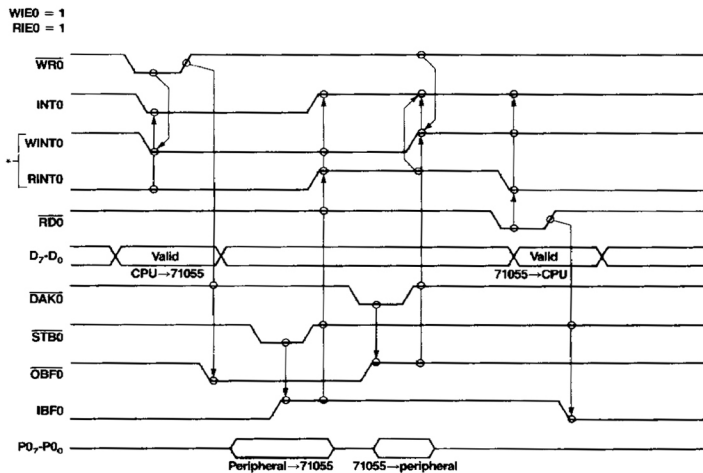 WIE0 = 1
RIE0 = 1
WR0
INT0
WINT0
*
RINT0
RD0
D7-D0
Valid
Valid
CPU→71055
71055→CPU
DAK0
STB0
OBF0
IBF0
P07-P00
Peripheral→71055
71055→peripheral